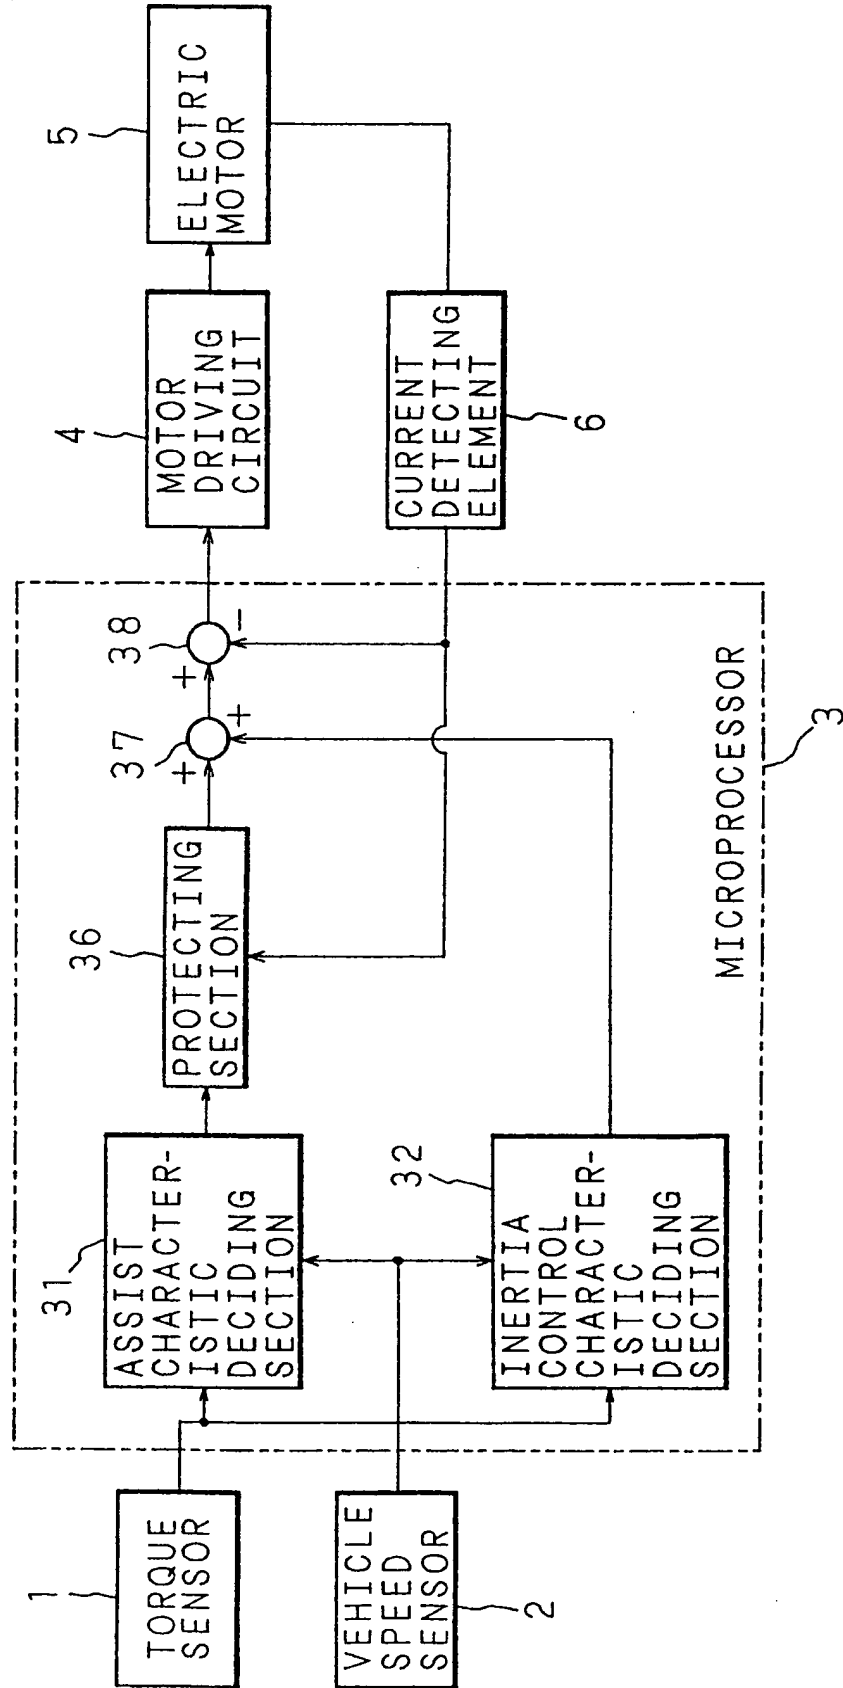 1
TORQUE
SENSOR
VEHICLE
SPEED
SENSOR
2
31
ASSIST
CHARACTER-
ISTIC
DECIDING
SECTION
32
INERTIA
CONTROL
CHARACTER-
ISTIC
DECIDING
SECTION
36
PROTECTING
SECTION
37
+
+
38
+
-
MICROPROCESSOR
3
4
MOTOR
DRIVING
CIRCUIT
5
ELECTRIC
MOTOR
CURRENT
DETECTING
ELEMENT
6